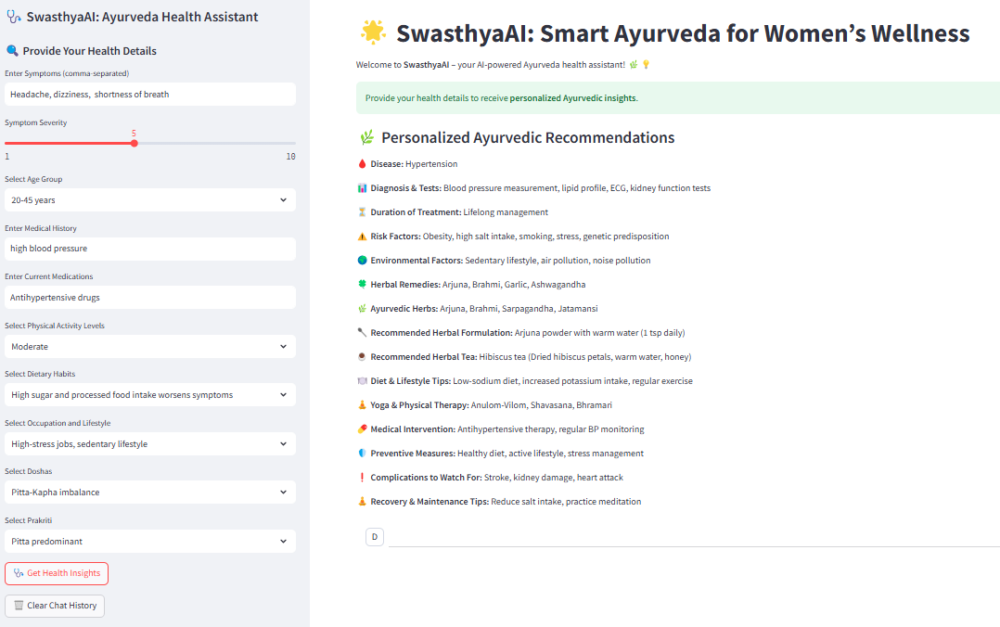 SwasthyaAI: Ayurveda Health Assistant
Provide Your Health Details
Enter Symptoms (comma-separated)
Headache, dizziness, shortness of breath
Symptom Severity
5
1 10
Select Age Group
20-45 years
Enter Medical History
high blood pressure
Enter Current Medications
Antihypertensive drugs
Select Physical Activity Levels
Moderate
Select Dietary Habits
High sugar and processed food intake worsens symptoms
Select Occupation and Lifestyle
High-stress jobs, sedentary lifestyle
Select Doshas
Pitta-Kapha imbalance
Select Prakriti
Pitta predominant
Get Health Insights
Clear Chat History
SwasthyaAI: Smart Ayurveda for Women’s Wellness
Welcome to SwasthyaAI – your AI-powered Ayurveda health assistant!
Provide your health details to receive personalized Ayurvedic insights.
Personalized Ayurvedic Recommendations
Disease: Hypertension
Diagnosis & Tests: Blood pressure measurement, lipid profile, ECG, kidney function tests
Duration of Treatment: Lifelong management
Risk Factors: Obesity, high salt intake, smoking, stress, genetic predisposition
Environmental Factors: Sedentary lifestyle, air pollution, noise pollution
Herbal Remedies: Arjuna, Brahmi, Garlic, Ashwagandha
Ayurvedic Herbs: Arjuna, Brahmi, Sarpagandha, Jatamansi
Recommended Herbal Formulation: Arjuna powder with warm water (1 tsp daily)
Recommended Herbal Tea: Hibiscus tea (Dried hibiscus petals, warm water, honey)
Diet & Lifestyle Tips: Low-sodium diet, increased potassium intake, regular exercise
Yoga & Physical Therapy: Anulom-Vilom, Shavasana, Bhramari
Medical Intervention: Antihypertensive therapy, regular BP monitoring
Preventive Measures: Healthy diet, active lifestyle, stress management
Complications to Watch For: Stroke, kidney damage, heart attack
Recovery & Maintenance Tips: Reduce salt intake, practice meditation
D